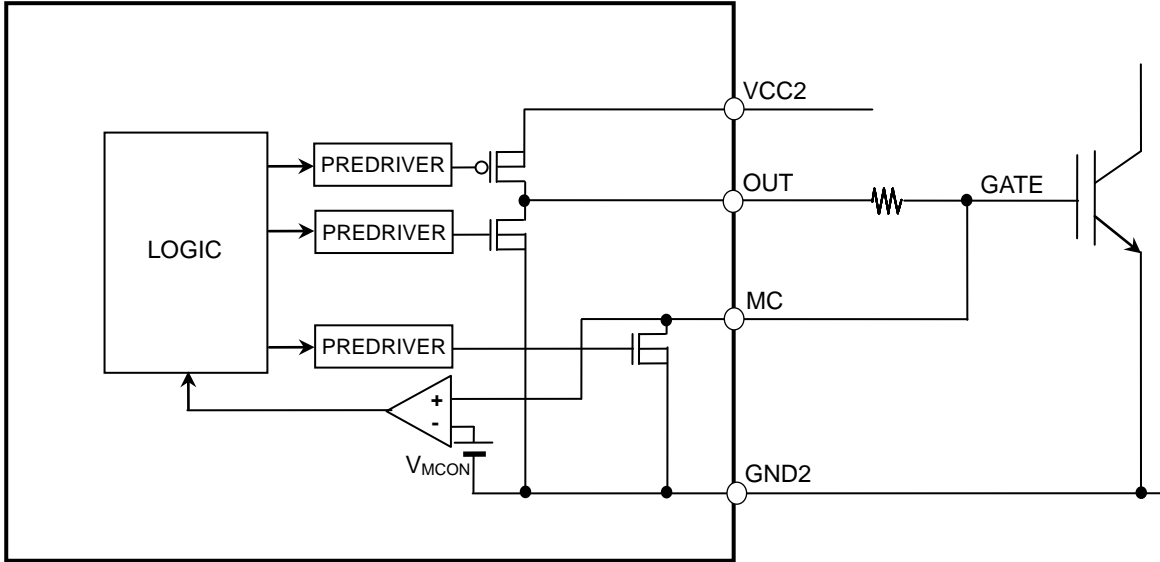 VCC2
PREDRIVER
OUT
GATE
PREDRIVER
LOGIC
MC
PREDRIVER
+
-
VMCON
GND2